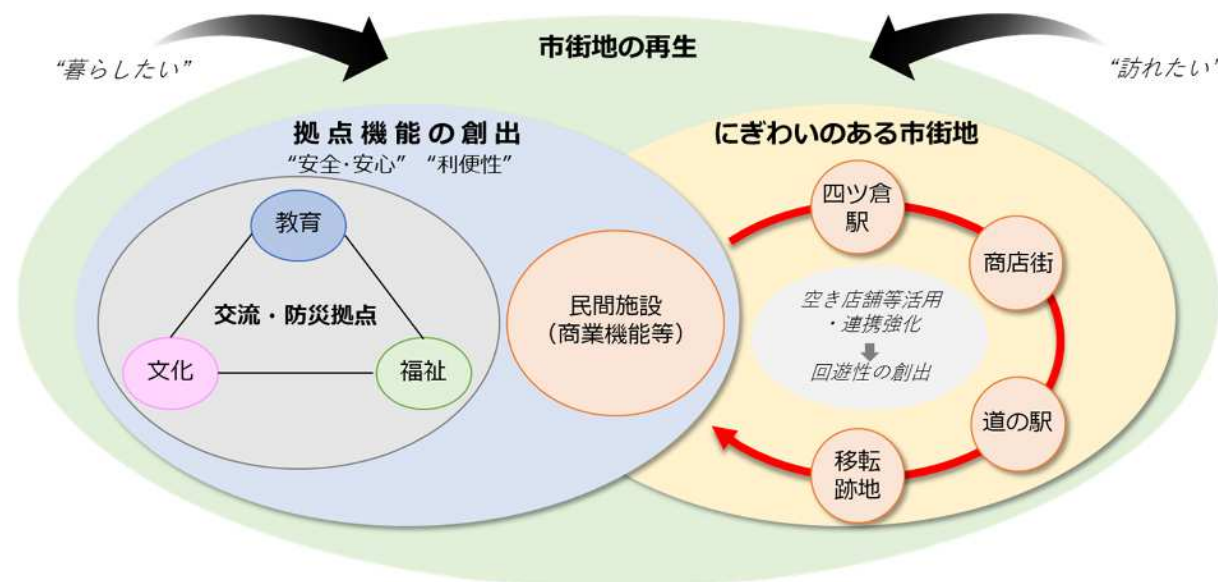 市街地の再生
“暮らしたい”
“訪れたい”
拠点機能の創出
“安全･安心” “利便性”
教育
交流・防災拠点
文化
福祉
民間施設
（商業機能等）
にぎわいのある市街地
四ツ倉
駅
商店街
空き店舗等活用
・連携強化
回遊性の創出
道の駅
移転
跡地